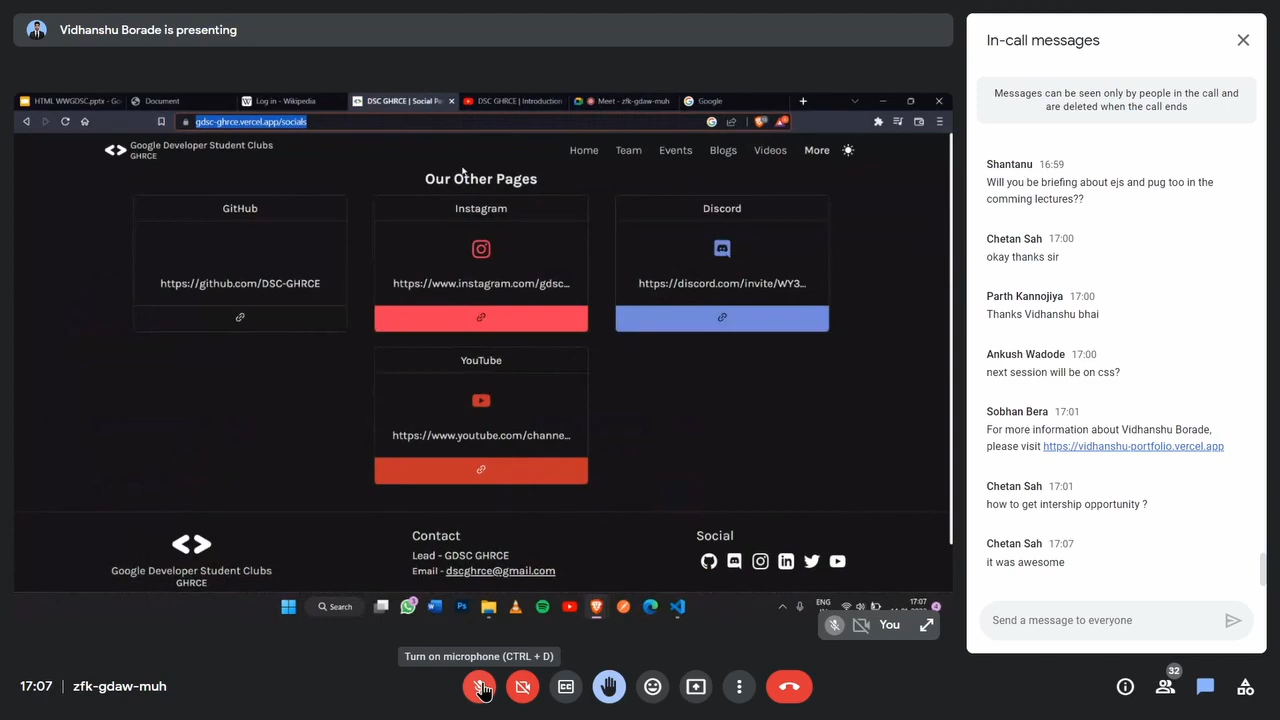 Vidhanshu Borade is presenting
HTML WWGDSC.pptx - Go
Document
Log in - Wikipedia
DSC GHRCE | Social Pa
DSC GHRCE | Introduction
Meet - zfk-gdaw-muh
Google
gdsc-ghrce.vercel.app/socials
Google Developer Student Clubs
GHRCE
Home Team Events Blogs Videos More
Our Other Pages
GitHub
https://github.com/DSC-GHRCE
Instagram
https://www.instagram.com/gdsc...
Discord
https://discord.com/invite/WY3...
YouTube
https://www.youtube.com/channe...
Google Developer Student Clubs
GHRCE
Contact
Lead - GDSC GHRCE
Email - dscghrce@gmail.com
Social
Search
ENG
17:07
You
Turn on microphone (CTRL + D)
17:07 | zfk-gdaw-muh
32
In-call messages
Messages can be seen only by people in the call and
are deleted when the call ends
Shantanu 16:59
Will you be briefing about ejs and pug too in the
comming lectures??
Chetan Sah 17:00
okay thanks sir
Parth Kannojiya 17:00
Thanks Vidhanshu bhai
Ankush Wadode 17:00
next session will be on css?
Sobhan Bera 17:01
For more information about Vidhanshu Borade,
please visit https://vidhanshu-portfolio.vercel.app
Chetan Sah 17:01
how to get intership opportunity ?
Chetan Sah 17:07
it was awesome
Send a message to everyone